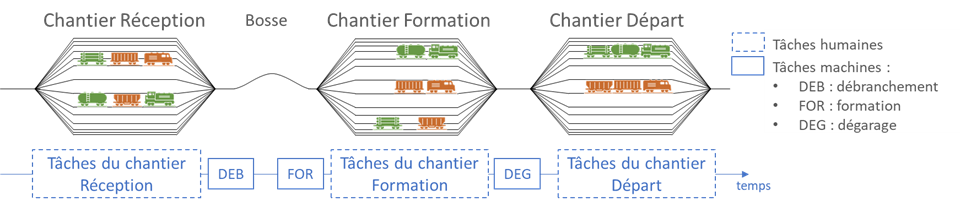 Chantier Réception
Bosse
Chantier Formation
Chantier Départ
Tâches humaines
Tâches machines :
• DEB : débranchement
• FOR : formation
• DEG : dégarage
Tâches du chantier
Réception
DEB
FOR
Tâches du chantier
Formation
DEG
Tâches du chantier
Départ
temps